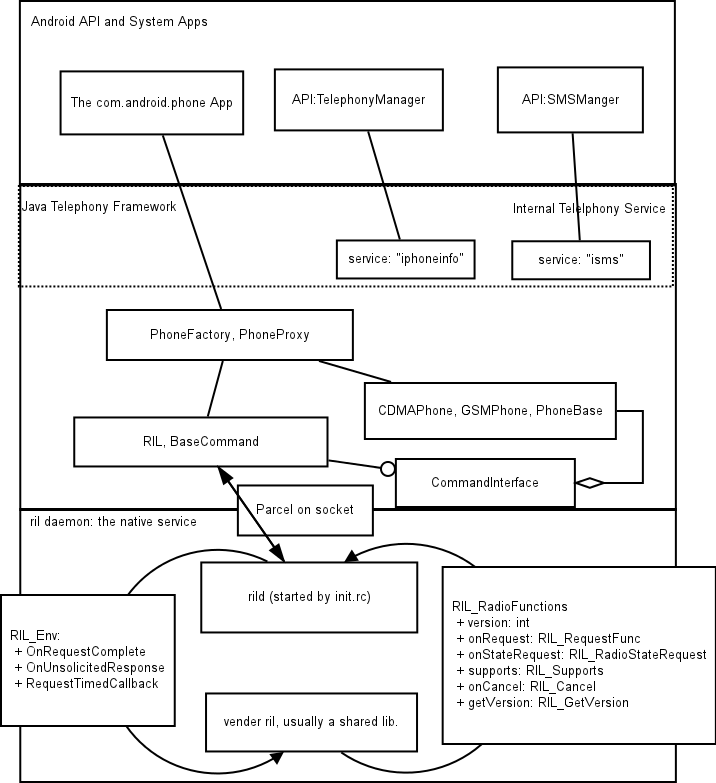 Android API and System Apps
The com.android.phone App
API:TelephonyManager
API:SMSManger
Java Telephony Framework
Internal Telelphony Service
service: "iphoneinfo"
service: "isms"
PhoneFactory, PhoneProxy
CDMAPhone, GSMPhone, PhoneBase
RIL, BaseCommand
CommandInterface
Parcel on socket
ril daemon: the native service
rild (started by init.rc)
RIL_Env:
+ OnRequestComplete
+ OnUnsolicitedResponse
+ RequestTimedCallback
RIL_RadioFunctions
+ version: int
+ onRequest: RIL_RequestFunc
+ onStateRequest: RIL_RadioStateRequest
+ supports: RIL_Supports
+ onCancel: RIL_Cancel
+ getVersion: RIL_GetVersion
vender ril, usually a shared lib.